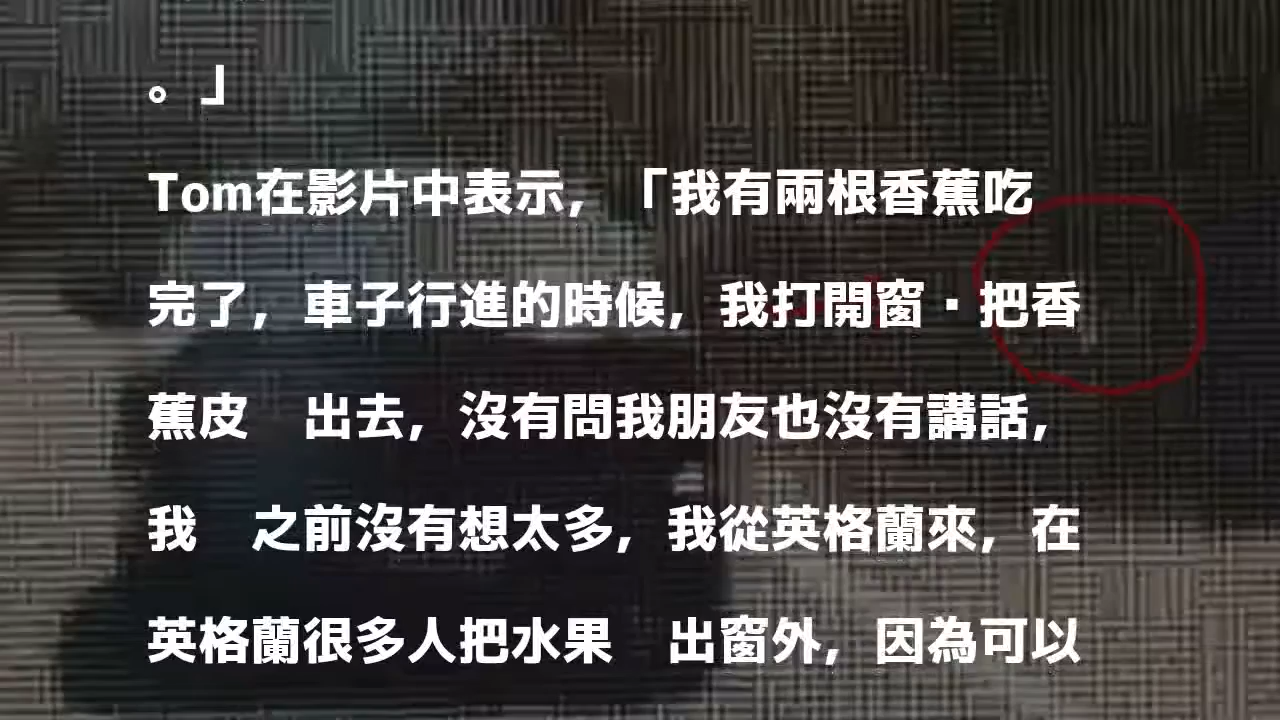 。」
Tom在影片中表示，「我有兩根香蕉吃
完了，車子行進的時候，我打開窗·把香
蕉皮　出去，沒有問我朋友也沒有講話，
我　之前沒有想太多，我從英格蘭來，在
英格蘭很多人把水果　出窗外，因為可以